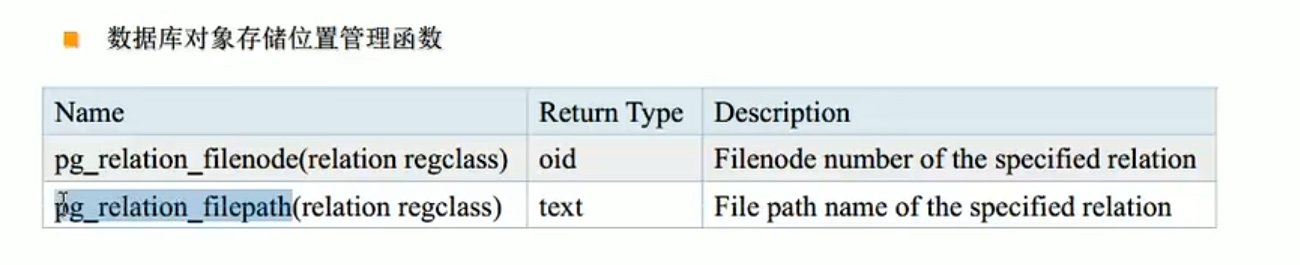 数据库对象存储位置管理函数
Name Return Type Description
pg_relation_filenode(relation regclass) oid Filenode number of the specified relation
pg_relation_filepath(relation regclass) text File path name of the specified relation